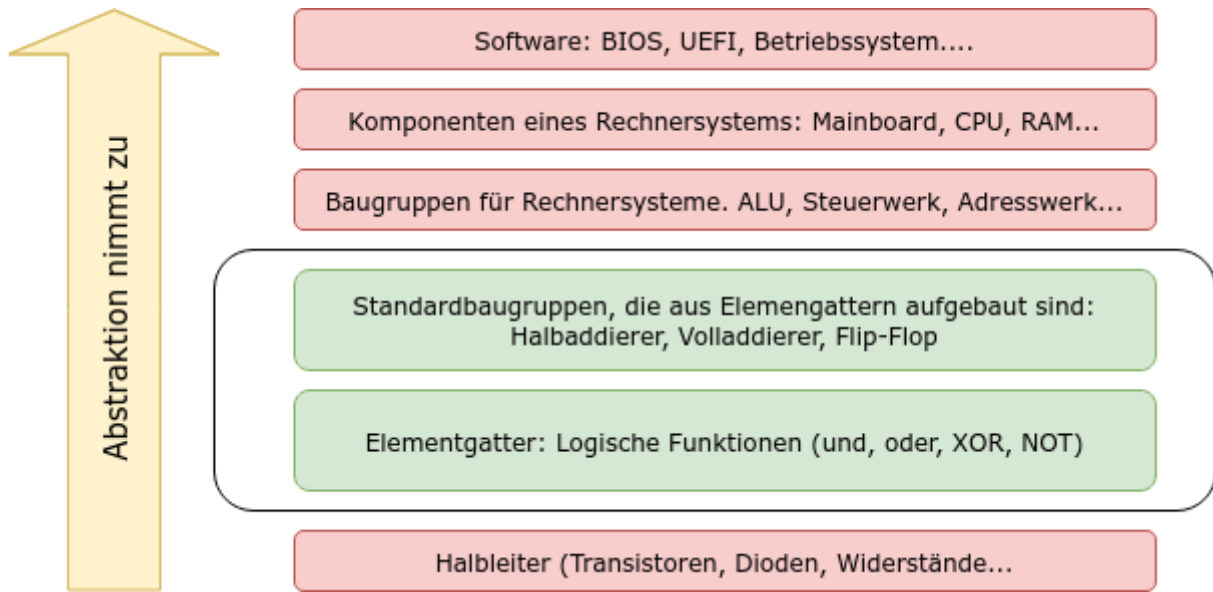 Abstraktion nimmt zu
Software: BIOS, UEFI, Betriebssystem....
Komponenten eines Rechnersystems: Mainboard, CPU, RAM...
Baugruppen für Rechnersysteme. ALU, Steuerwerk, Adresswerk...
Standardbaugruppen, die aus Elemengattern aufgebaut sind:
Halbaddierer, Volladdierer, Flip-Flop
Elementgatter: Logische Funktionen (und, oder, XOR, NOT)
Halbleiter (Transistoren, Dioden, Widerstände...